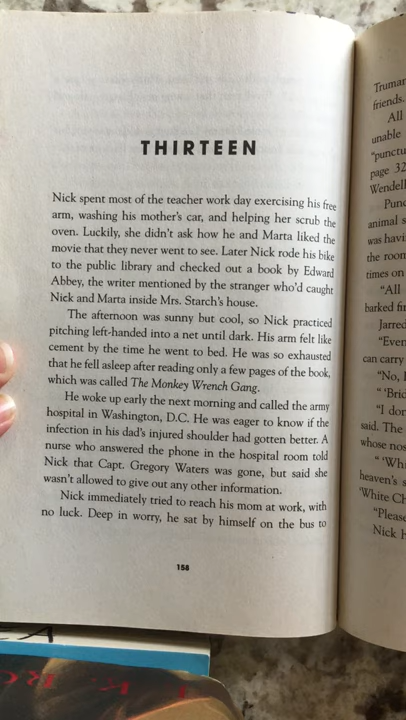 THIRTEEN
Nick spent most of the teacher work day exercising his free
arm, washing his mother's car, and helping her scrub the
oven. Luckily, she didn't ask how he and Marta liked the
movie that they never went to see. Later Nick rode his bike
to the public library and checked out a book by Edward
Abbey, the writer mentioned by the stranger who'd caught
Nick and Marta inside Mrs. Starch's house.
The afternoon was sunny but cool, so Nick practiced
pitching left-handed into a net until dark. His arm felt like
cement by the time he went to bed. He was so exhausted
that he fell asleep after reading only a few pages of the book,
which was called The Monkey Wrench Gang.
He woke up early the next morning and called the army
hospital in Washington, D.C. He was eager to know if the
infection in his dad's injured shoulder had gotten better. A
nurse who answered the phone in the hospital room told
Nick that Capt. Gregory Waters was gone, but said she
wasn't allowed to give out any other information.
Nick immediately tried to reach his mom at work, with
no luck. Deep in worry, he sat by himself on the bus to
158
Truman
friends.
All
unable
"punctu
page 32
Wendell
Punc
animal s
was havi
the room
times on
"All
barked fir
Jarred
"Even
can carry
"No, I
" 'Bric
"I don
said. The
whose nos
" 'Whi
heaven's s
'White Ch
"Please
Nick h